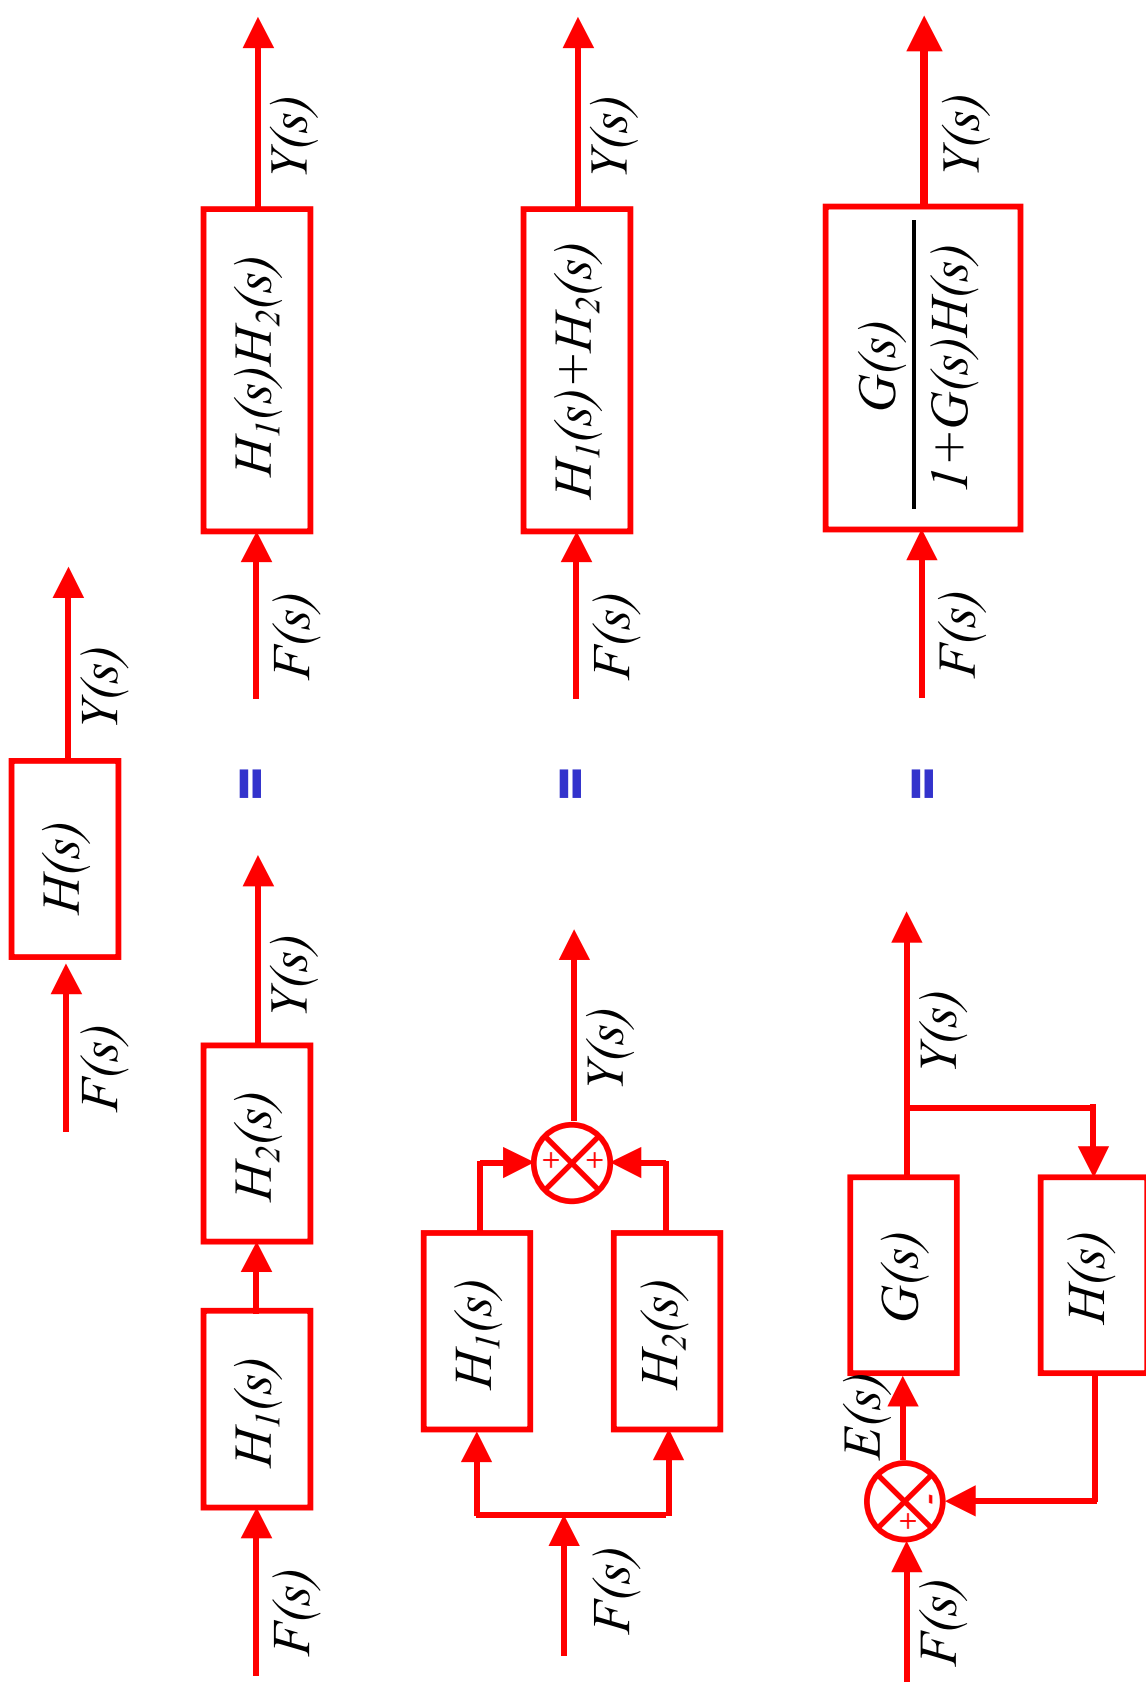 F(s) H(s) Y(s)
F(s) H₁(s) H₂(s) Y(s) = F(s) H₁(s)H₂(s) Y(s)
H₁(s)
F(s) + + Y(s) = F(s) H₁(s)+H₂(s) Y(s)
H₂(s)
E(s) G(s) G(s)
F(s) + - Y(s) = F(s) 1+G(s)H(s) Y(s)
H(s)